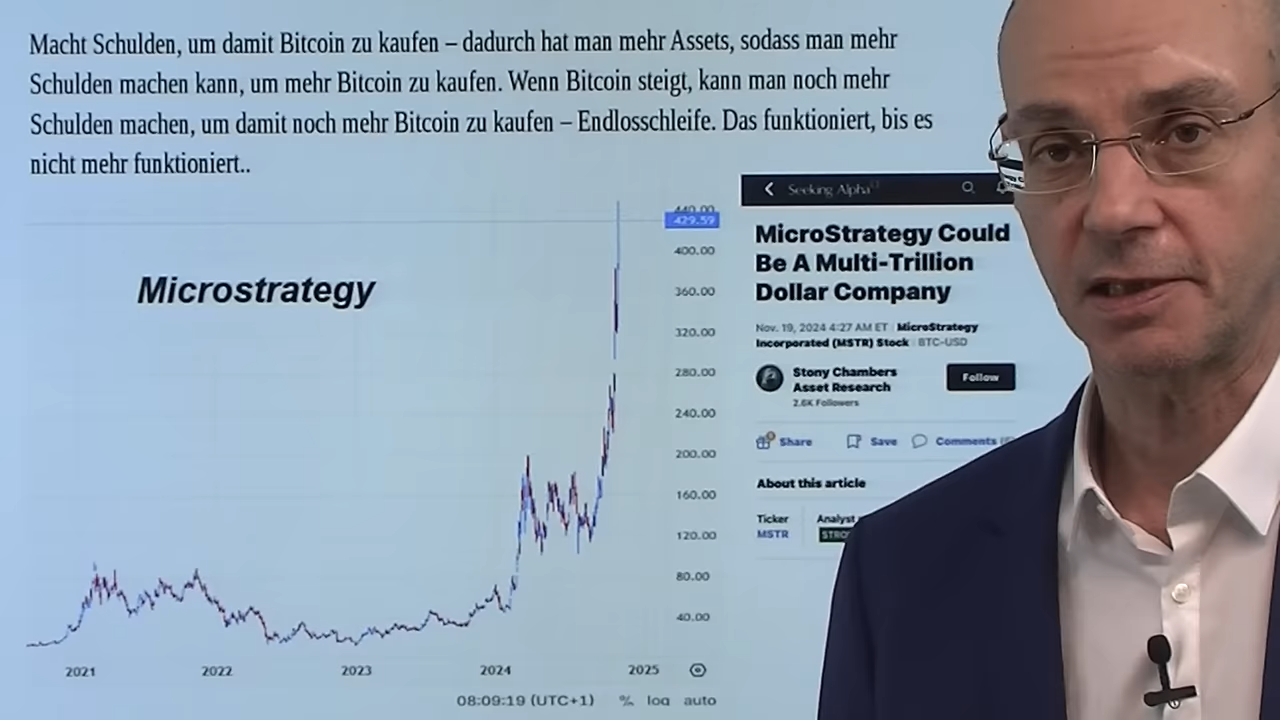 Macht Schulden, um damit Bitcoin zu kaufen – dadurch hat man mehr Assets, sodass man mehr
Schulden machen kann, um mehr Bitcoin zu kaufen. Wenn Bitcoin steigt, kann man noch mehr
Schulden machen, um damit noch mehr Bitcoin zu kaufen – Endlosschleife. Das funktioniert, bis es
nicht mehr funktioniert..
Microstrategy
440.00
429.59
400.00
360.00
320.00
280.00
240.00
200.00
160.00
120.00
80.00
40.00
2021
2022
2023
2024
2025
08:09:19 (UTC+1)
%
log
auto
Seeking Alpha
MicroStrategy Could
Be A Multi-Trillion
Dollar Company
Nov. 19, 2024 4:27 AM ET MicroStrategy
Incorporated (MSTR) Stock BTC-USD
Stony Chambers
Asset Research
2.6K Followers
Follow
Share
Save
Comments
About this article
Ticker
MSTR
Analyst